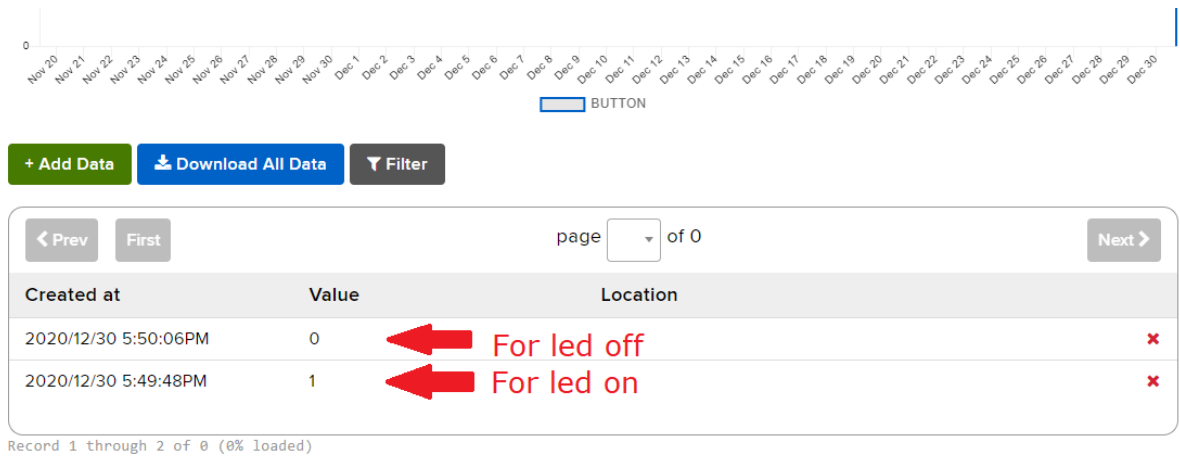 0
Nov 20 Nov 21 Nov 22 Nov 23 Nov 24 Nov 25 Nov 26 Nov 27 Nov 28 Nov 29 Nov 30 Dec 1 Dec 2 Dec 3 Dec 4 Dec 5 Dec 6 Dec 7 Dec 8 Dec 9 Dec 10 Dec 11 Dec 12 Dec 13 Dec 14 Dec 15 Dec 16 Dec 17 Dec 18 Dec 19 Dec 20 Dec 21 Dec 22 Dec 23 Dec 24 Dec 25 Dec 26 Dec 27 Dec 28 Dec 29 Dec 30
BUTTON
+ Add Data Download All Data Filter
Prev First page of 0 Next
Created at Value Location
2020/12/30 5:50:06PM 0 For led off
2020/12/30 5:49:48PM 1 For led on
Record 1 through 2 of 0 (0% loaded)